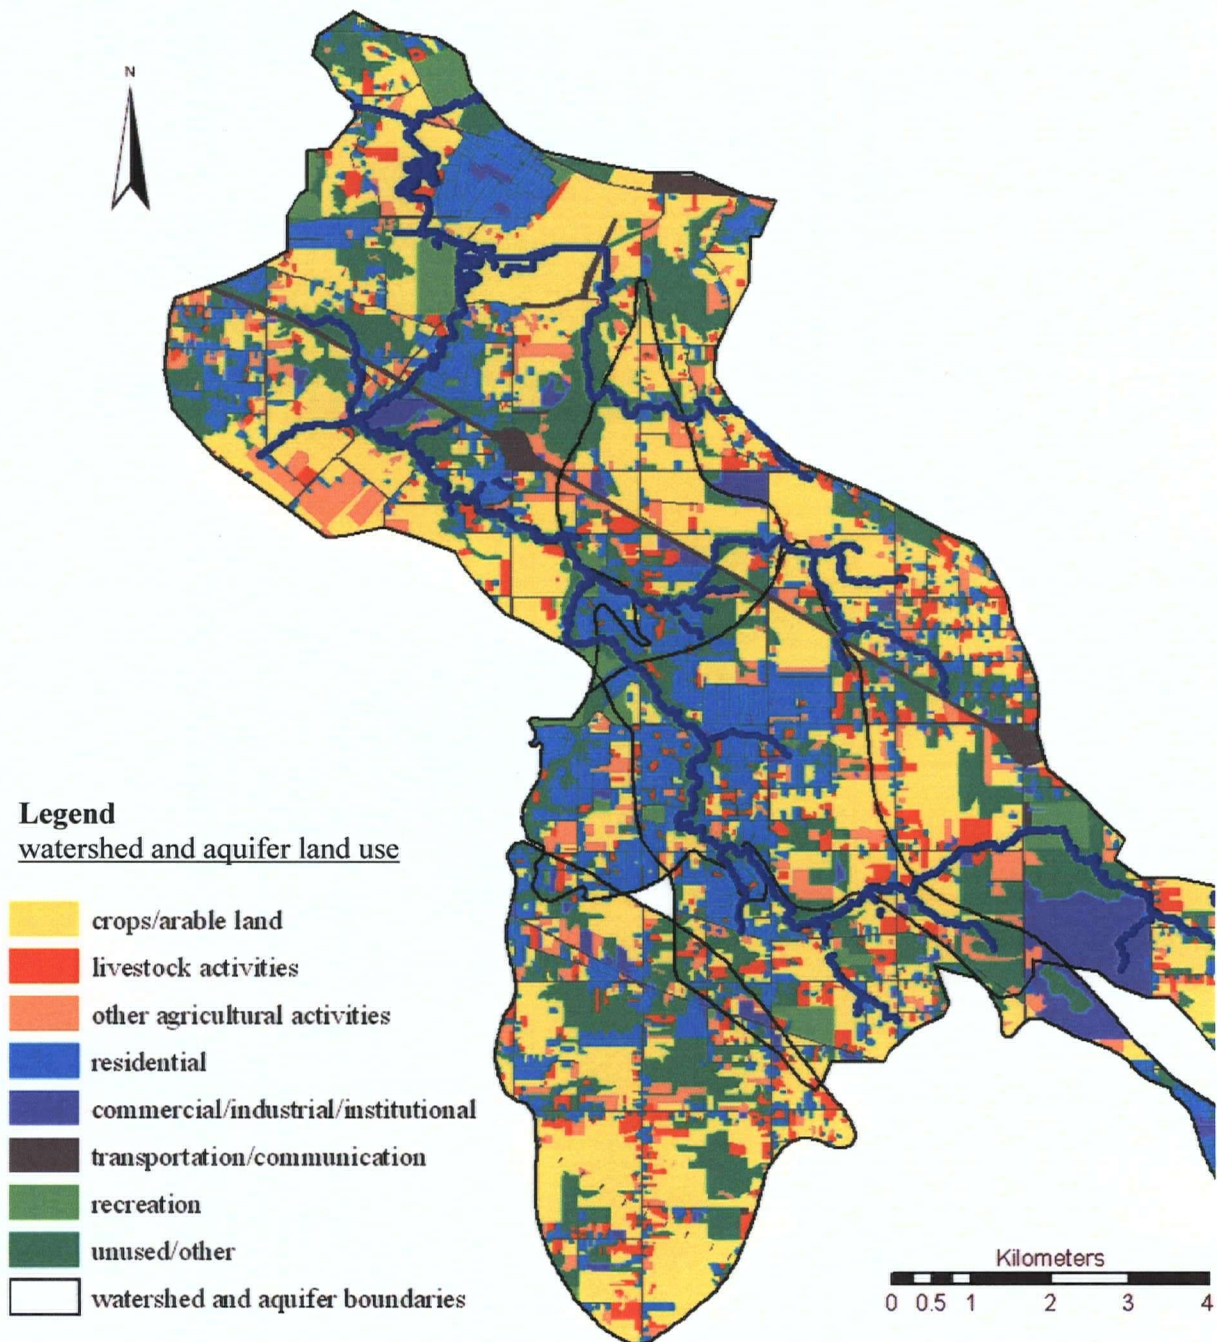 N
Legend
watershed and aquifer land use
crops/arable land
livestock activities
other agricultural activities
residential
commercial/industrial/institutional
transportation/communication
recreation
unused/other
watershed and aquifer boundaries
Kilometers
0 0.5 1 2 3 4